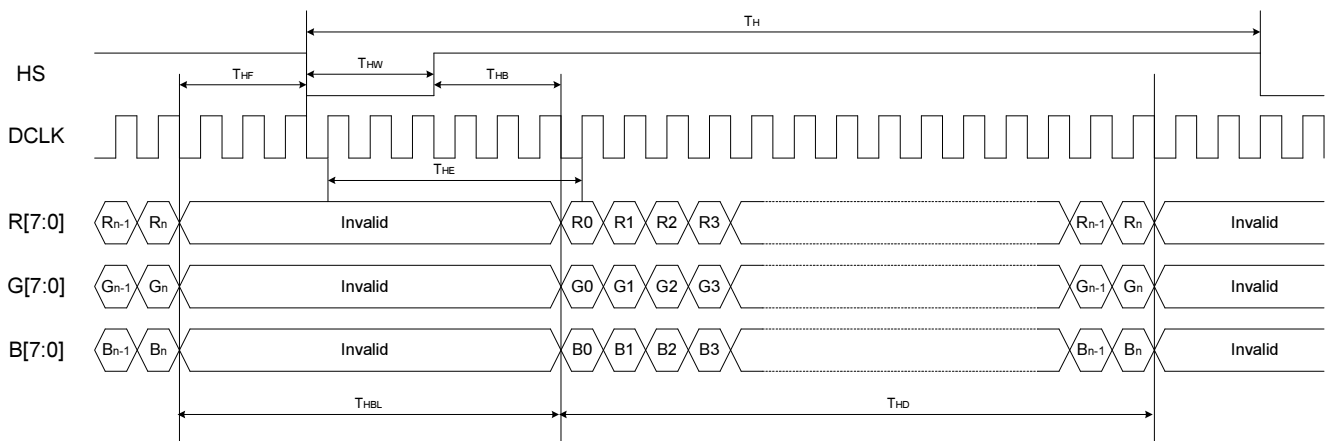 TH
HS
THF THW THB
DCLK
THE
R[7:0] Rn-1 Rn Invalid R0 R1 R2 R3 Rn-1 Rn Invalid
G[7:0] Gn-1 Gn Invalid G0 G1 G2 G3 Gn-1 Gn Invalid
B[7:0] Bn-1 Bn Invalid B0 B1 B2 B3 Bn-1 Bn Invalid
THBL THD